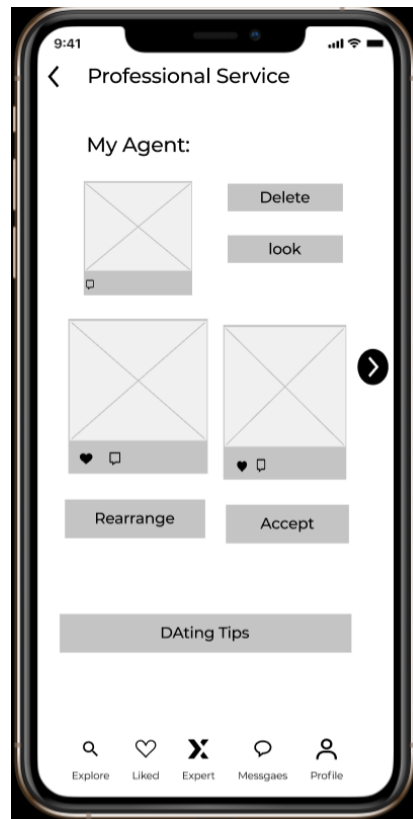 9:41
Professional Service
My Agent:
Delete
look
Rearrange
Accept
DAting Tips
Explore
Liked
Expert
Messgaes
Profile